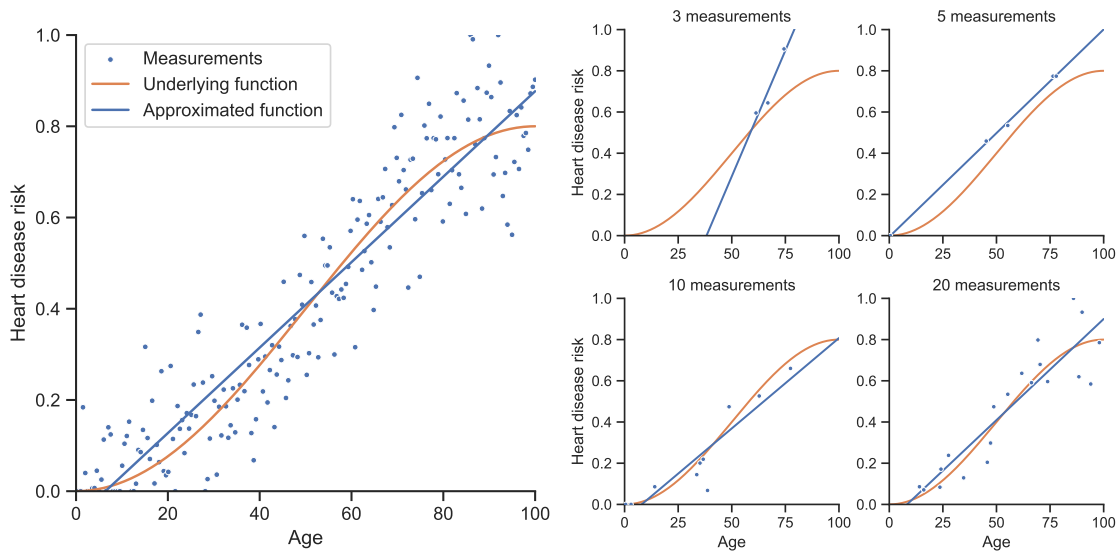 1.0
0.8
0.6
0.4
0.2
0.0
Heart disease risk
Measurements
Underlying function
Approximated function
0 20 40 60 80 100
Age
3 measurements
1.0
0.8
0.6
0.4
0.2
0.0
Heart disease risk
0 25 50 75 100
5 measurements
1.0
0.8
0.6
0.4
0.2
0.0
0 25 50 75 100
10 measurements
1.0
0.8
0.6
0.4
0.2
0.0
Heart disease risk
0 25 50 75 100
Age
20 measurements
1.0
0.8
0.6
0.4
0.2
0.0
0 25 50 75 100
Age